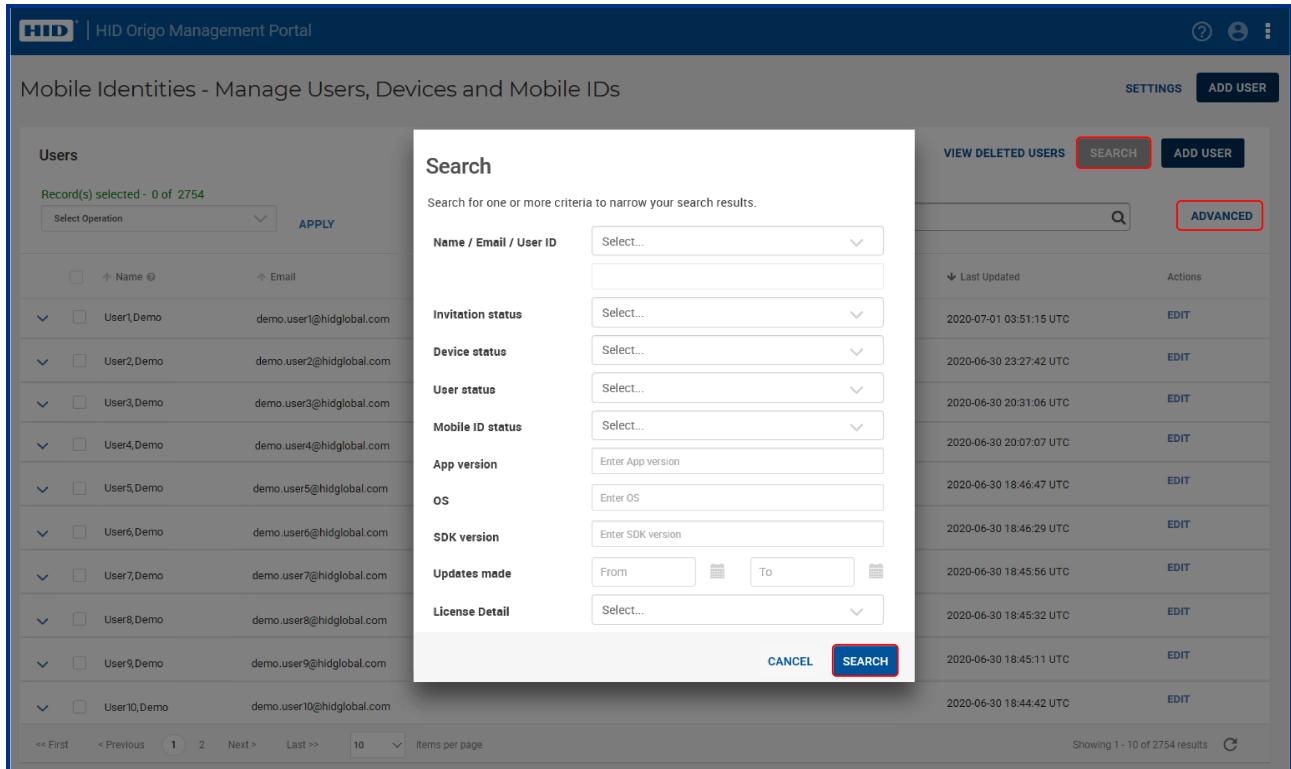 HID | HID Origo Management Portal
Mobile Identities - Manage Users, Devices and Mobile IDs
SETTINGS
ADD USER
Users
VIEW DELETED USERS
SEARCH
ADD USER
Record(s) selected - 0 of 2754
Select Operation
APPLY
ADVANCED
Name
Email
Last Updated
Actions
User1,Demo demo.user1@hidglobal.com 2020-07-01 03:51:15 UTC EDIT
User2,Demo demo.user2@hidglobal.com 2020-06-30 23:27:42 UTC EDIT
User3,Demo demo.user3@hidglobal.com 2020-06-30 20:31:06 UTC EDIT
User4,Demo demo.user4@hidglobal.com 2020-06-30 20:07:07 UTC EDIT
User5,Demo demo.user5@hidglobal.com 2020-06-30 18:46:47 UTC EDIT
User6,Demo demo.user6@hidglobal.com 2020-06-30 18:46:29 UTC EDIT
User7,Demo demo.user7@hidglobal.com 2020-06-30 18:45:56 UTC EDIT
User8,Demo demo.user8@hidglobal.com 2020-06-30 18:45:32 UTC EDIT
User9,Demo demo.user9@hidglobal.com 2020-06-30 18:45:11 UTC EDIT
User10,Demo demo.user10@hidglobal.com 2020-06-30 18:44:42 UTC EDIT
<< First < Previous 1 2 Next > Last >> 10 Items per page
Showing 1 - 10 of 2754 results
Search
Search for one or more criteria to narrow your search results.
Name / Email / User ID Select...
Invitation status Select...
Device status Select...
User status Select...
Mobile ID status Select...
App version Enter App version
OS Enter OS
SDK version Enter SDK version
Updates made From To
License Detail Select...
CANCEL SEARCH